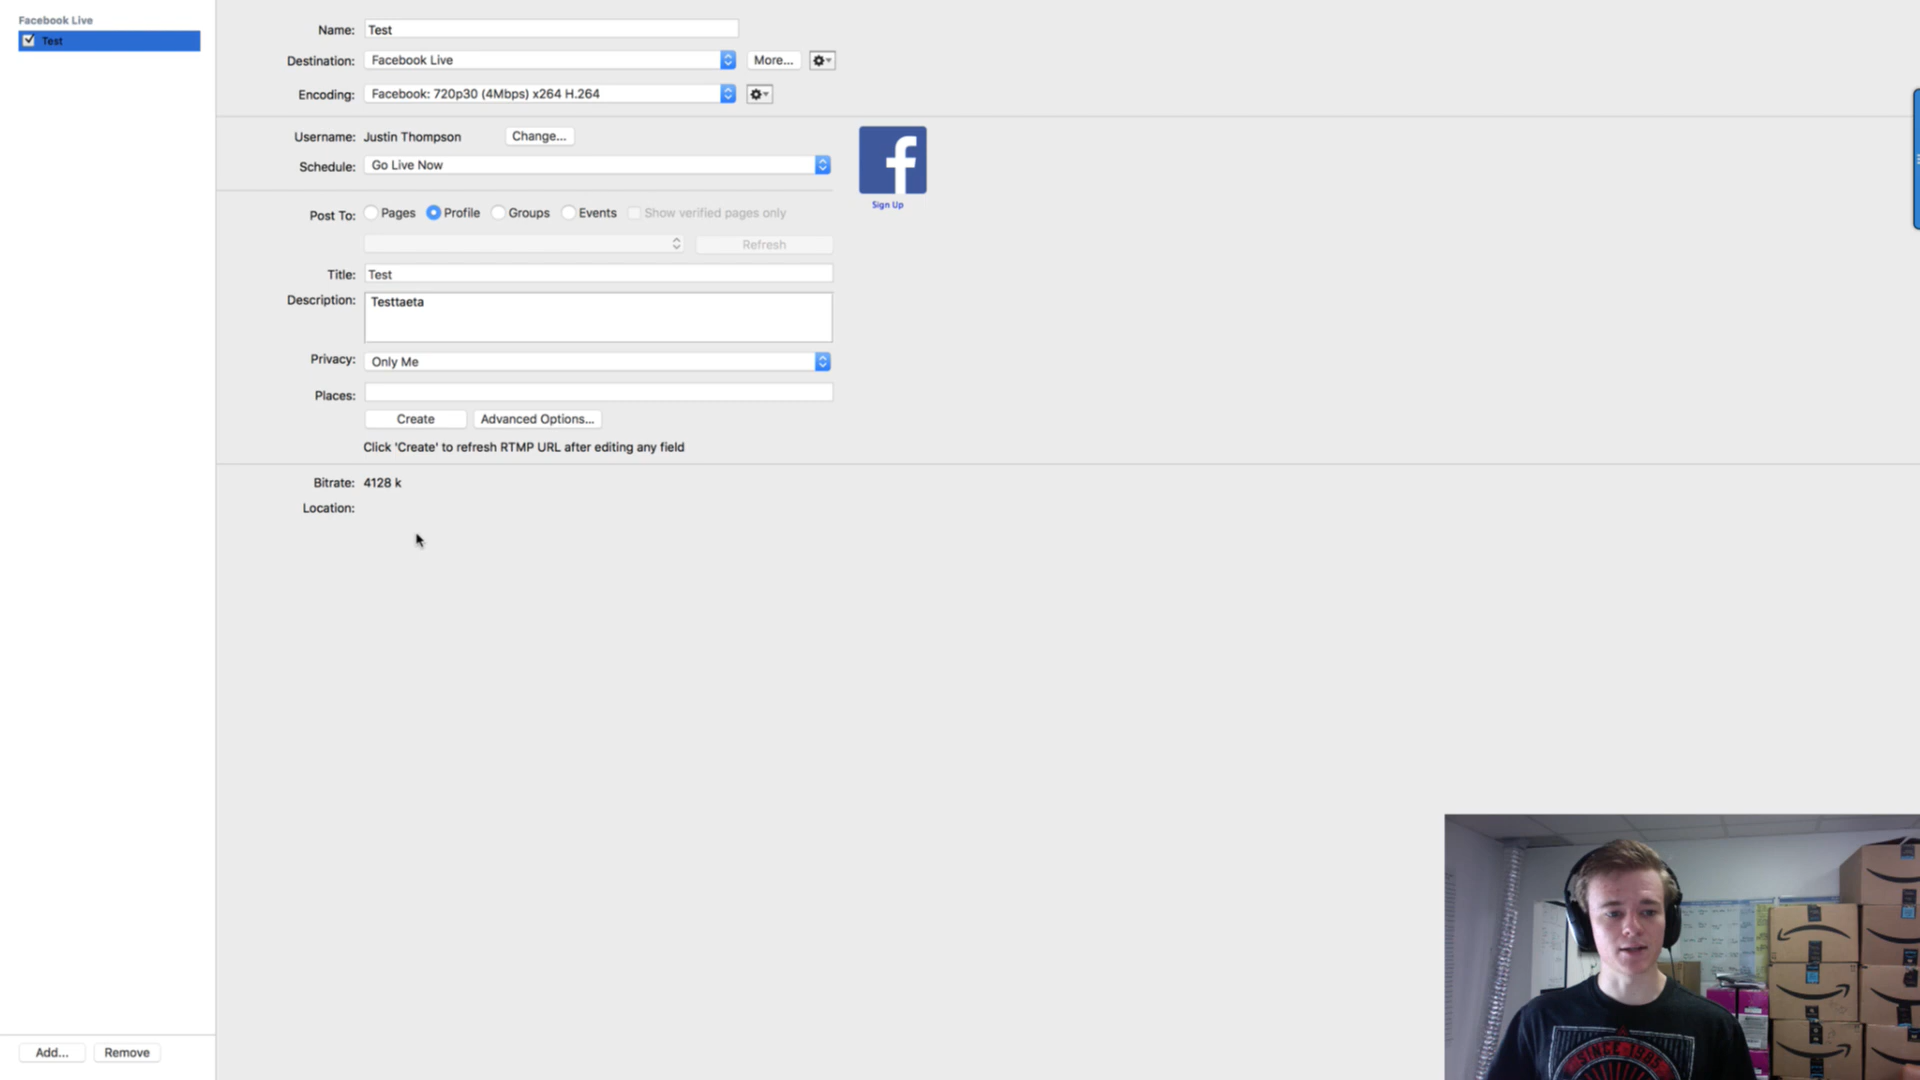 Facebook Live
Test
Name: Test
Destination: Facebook Live More...
Encoding: Facebook: 720p30 (4Mbps) x264 H.264
Username: Justin Thompson Change...
Schedule: Go Live Now
Sign Up
Post To: Pages Profile Groups Events Show verified pages only
Refresh
Title: Test
Description: Testtaeta
Privacy: Only Me
Places:
Create Advanced Options...
Click 'Create' to refresh RTMP URL after editing any field
Bitrate: 4128 k
Location:
Add... Remove
SINCE 1985